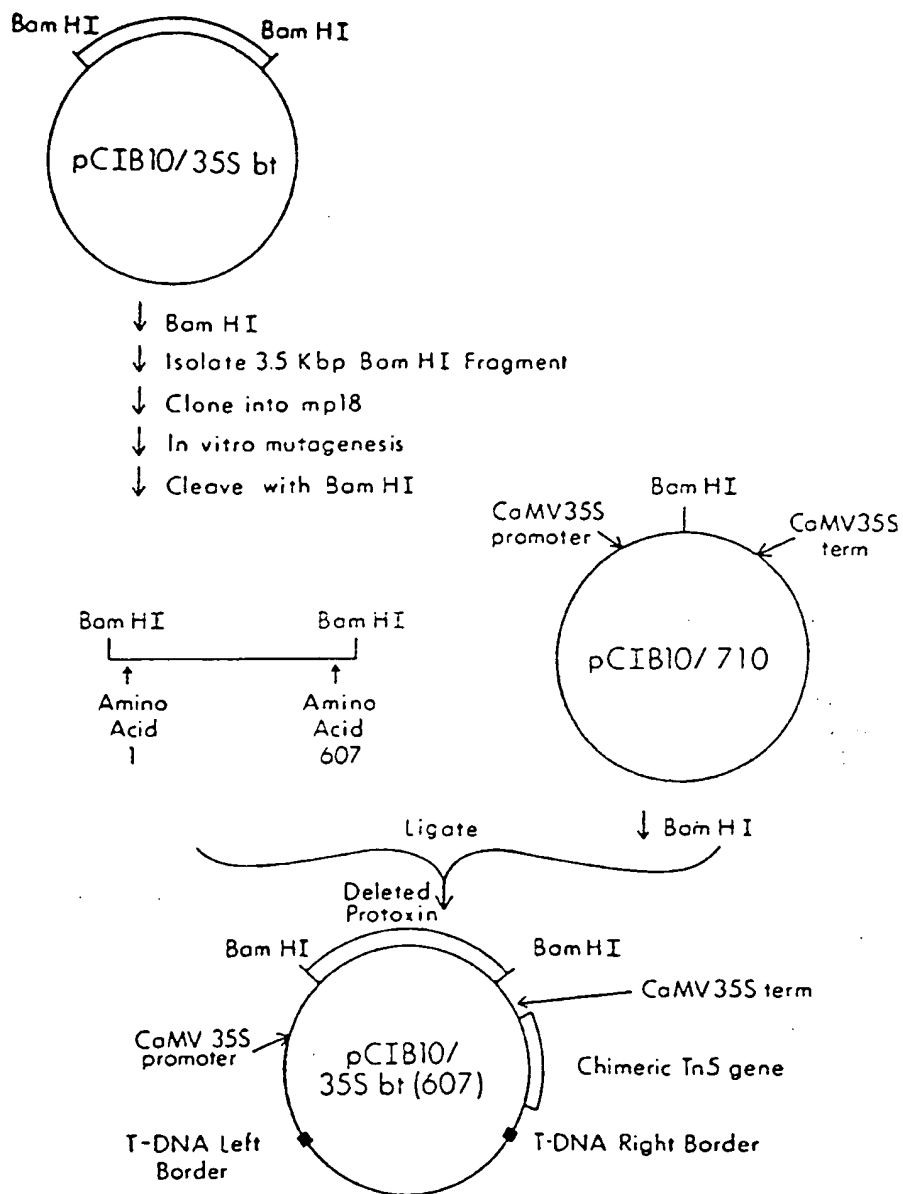 Bam HI
Bam HI
pCIB10/35S bt
↓ Bam HI
↓ Isolate 3.5 Kbp Bam HI Fragment
↓ Clone into mp18
↓ In vitro mutagenesis
↓ Cleave with Bam HI
Bam HI
CaMV35S
promoter
CaMV35S
term
pCIB10/710
Bam HI
Bam HI
Amino
Acid
1
Amino
Acid
607
Ligate
↓ Bam HI
Deleted
Protoxin
Bam HI
Bam HI
CaMV35S term
CaMV 35S
promoter
pCIB10/
35S bt (607)
Chimeric Tn5 gene
T-DNA Left
Border
T-DNA Right Border